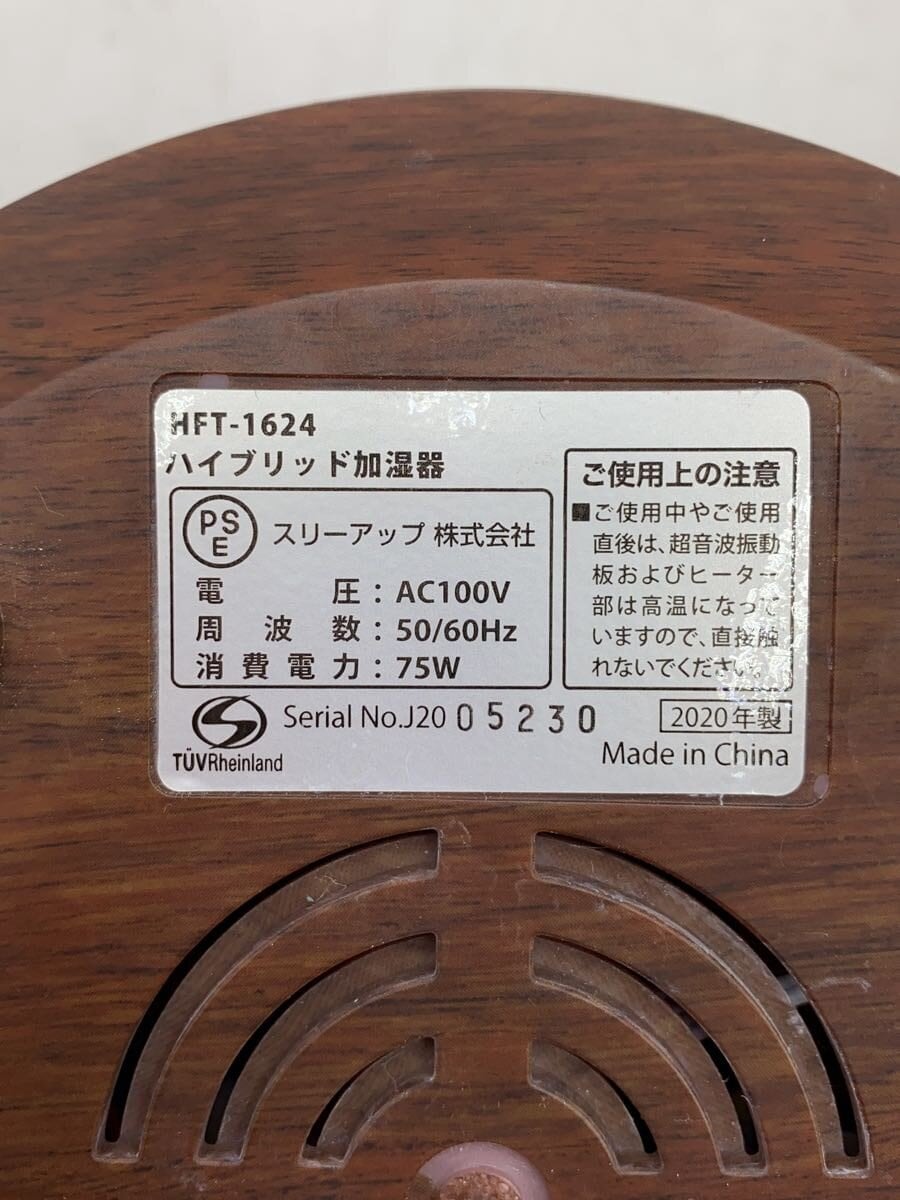 HFT-1624
ハイブリッド加湿器
PSE
スリーアップ 株式会社
電圧：AC100V
周波数：50/60Hz
消費電力：75W
ご使用上の注意
■ご使用中やご使用
直後は、超音波振動
板およびヒーター
部は高温になって
いますので、直接触
れないでください。
TÜVRheinland
Serial No.J20 05230
2020年製
Made in China